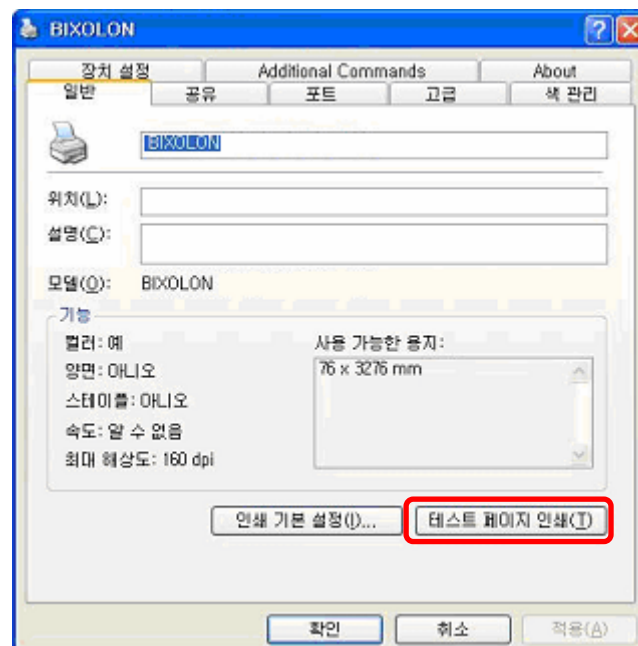 BIXOLON
장치 설정 Additional Commands About
일반 공유 포트 고급 색 관리
BIXOLON
위치(L):
설명(C):
모델(O): BIXOLON
기능
컬러: 예 사용 가능한 용지:
양면: 아니오 76 x 3276 mm
스테이플: 아니오
속도: 알 수 없음
최대 해상도: 160 dpi
인쇄 기본 설정(I)... 테스트 페이지 인쇄(T)
확인 취소 적용(A)